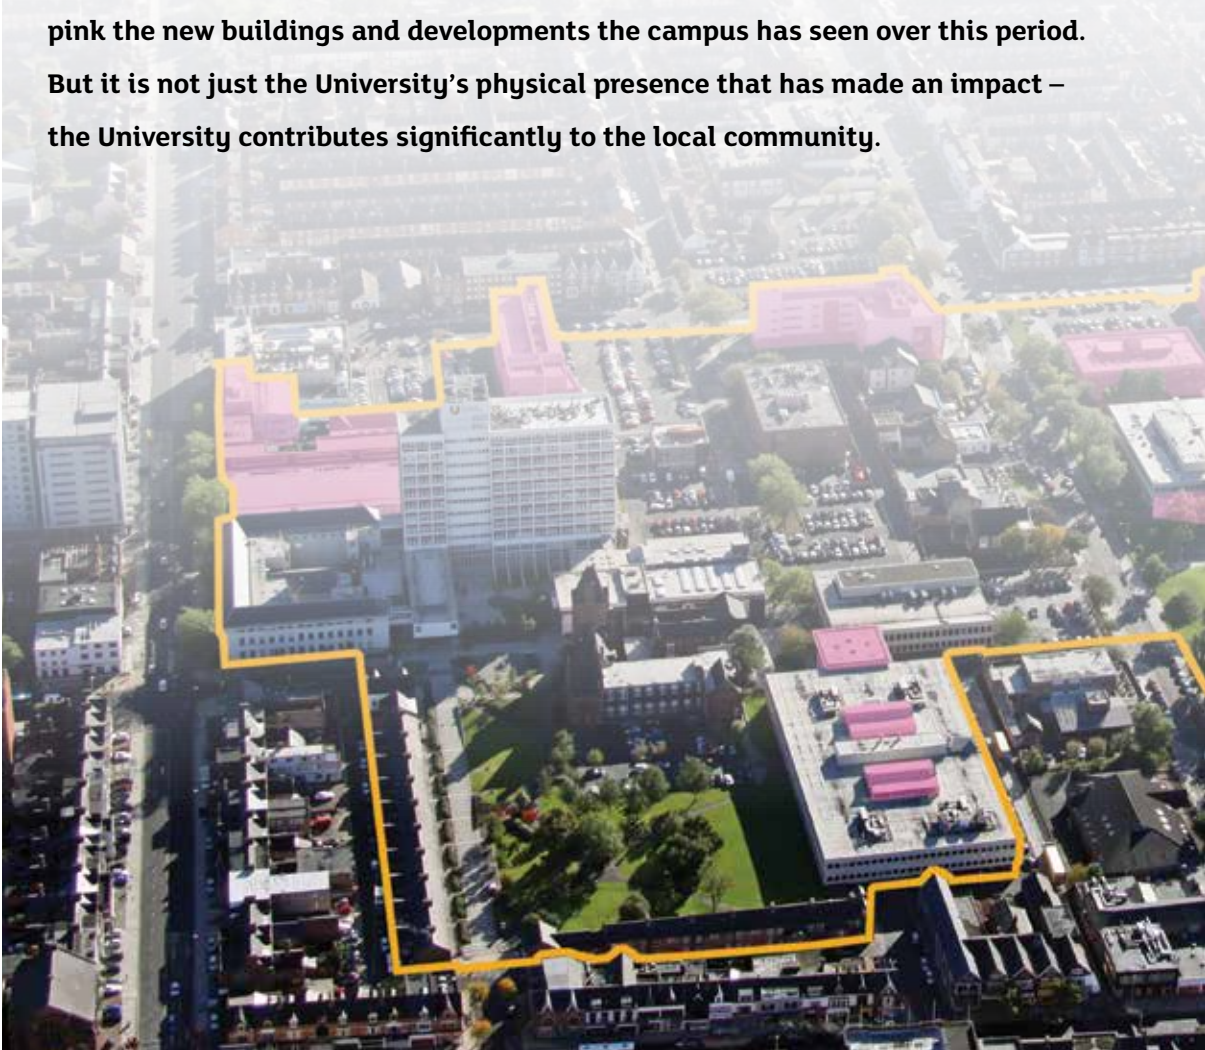 pink the new buildings and developments the campus has seen over this period.
But it is not just the University’s physical presence that has made an impact –
the University contributes significantly to the local community.